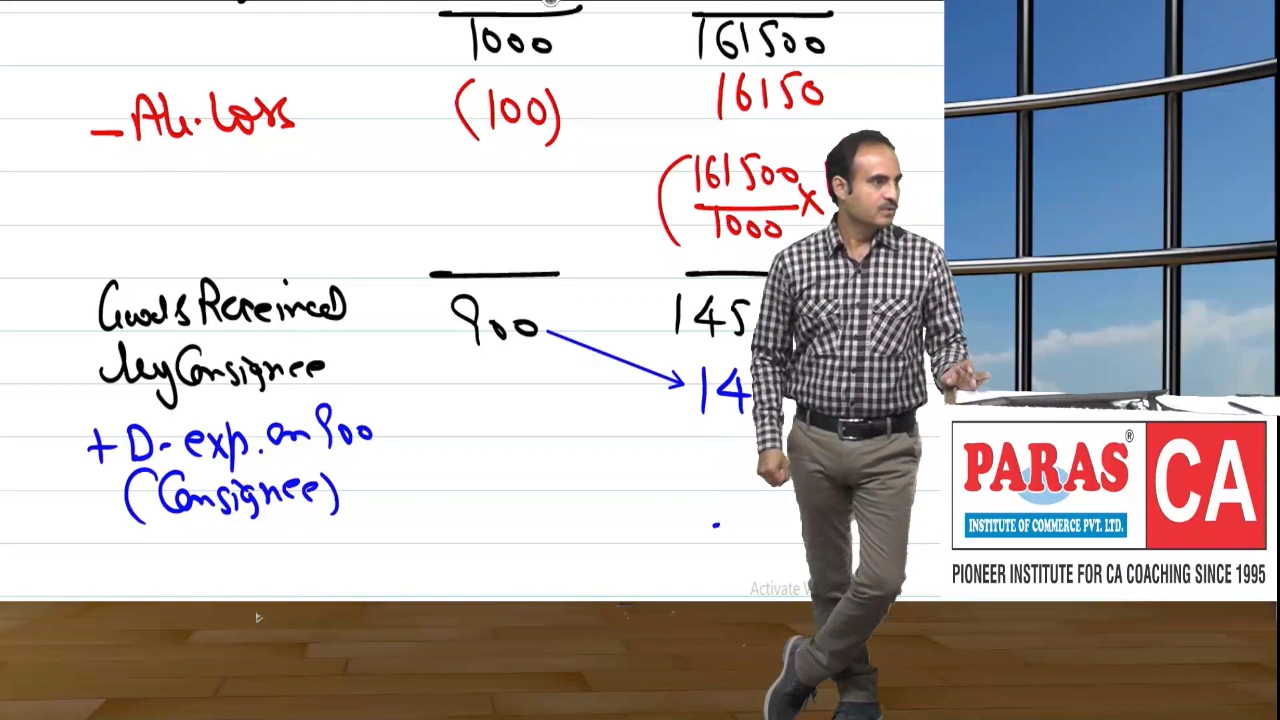 1000 161500
- Ab. Loss (100) 16150
(161500
1000 ×
Goods Received 900 145
by Consignee 14
+ D. exp. on 900
(Consignee)
Activate W
PARAS®
INSTITUTE OF COMMERCE PVT. LTD.
CA
PIONEER INSTITUTE FOR CA COACHING SINCE 1995